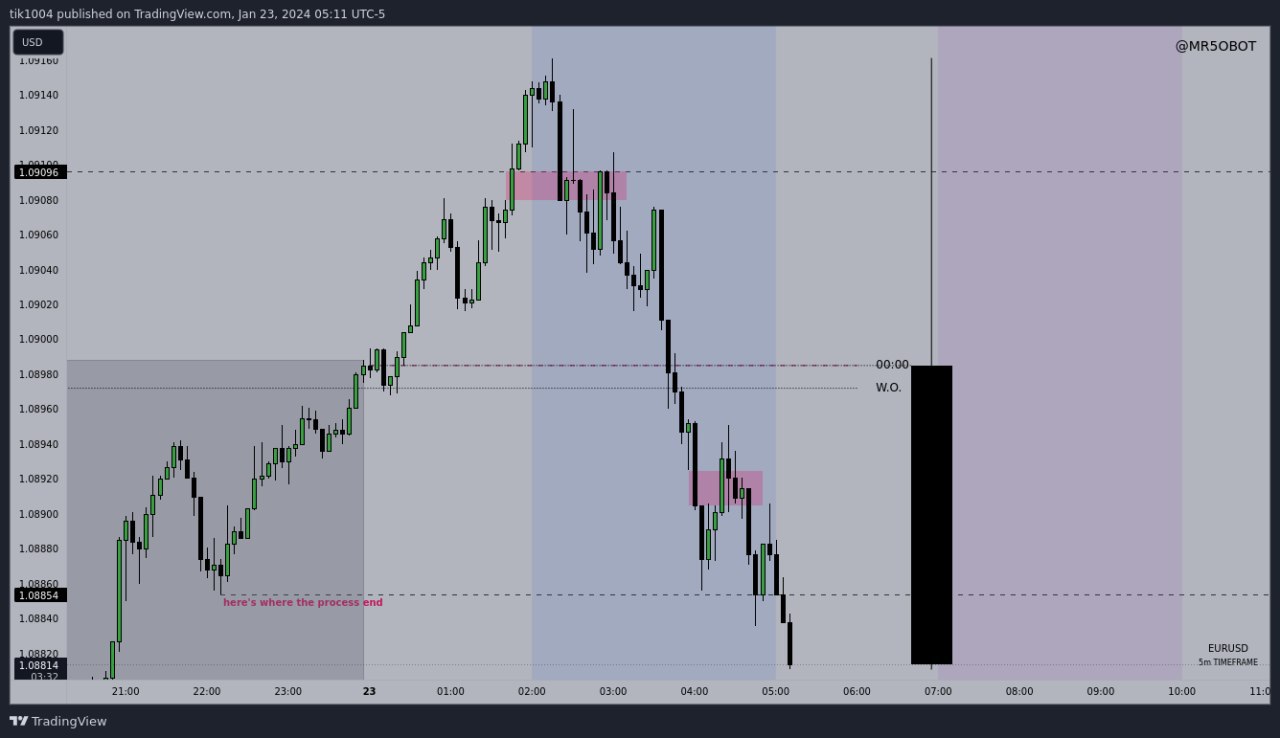 tik1004 published on TradingView.com, Jan 23, 2024 05:11 UTC-5
USD
@MR5OBOT
1.09160
1.09140
1.09120
1.09100
1.09096
1.09080
1.09060
1.09040
1.09020
1.09000
00:00
1.08980
W.O.
1.08960
1.08940
1.08920
1.08900
1.08880
1.08860
1.08854
here's where the process end
1.08840
EURUSD
1.08820
5m TIMEFRAME
1.08814
03:32
21:00 22:00 23:00 23 01:00 02:00 03:00 04:00 05:00 06:00 07:00 08:00 09:00 10:00 11:0
TradingView